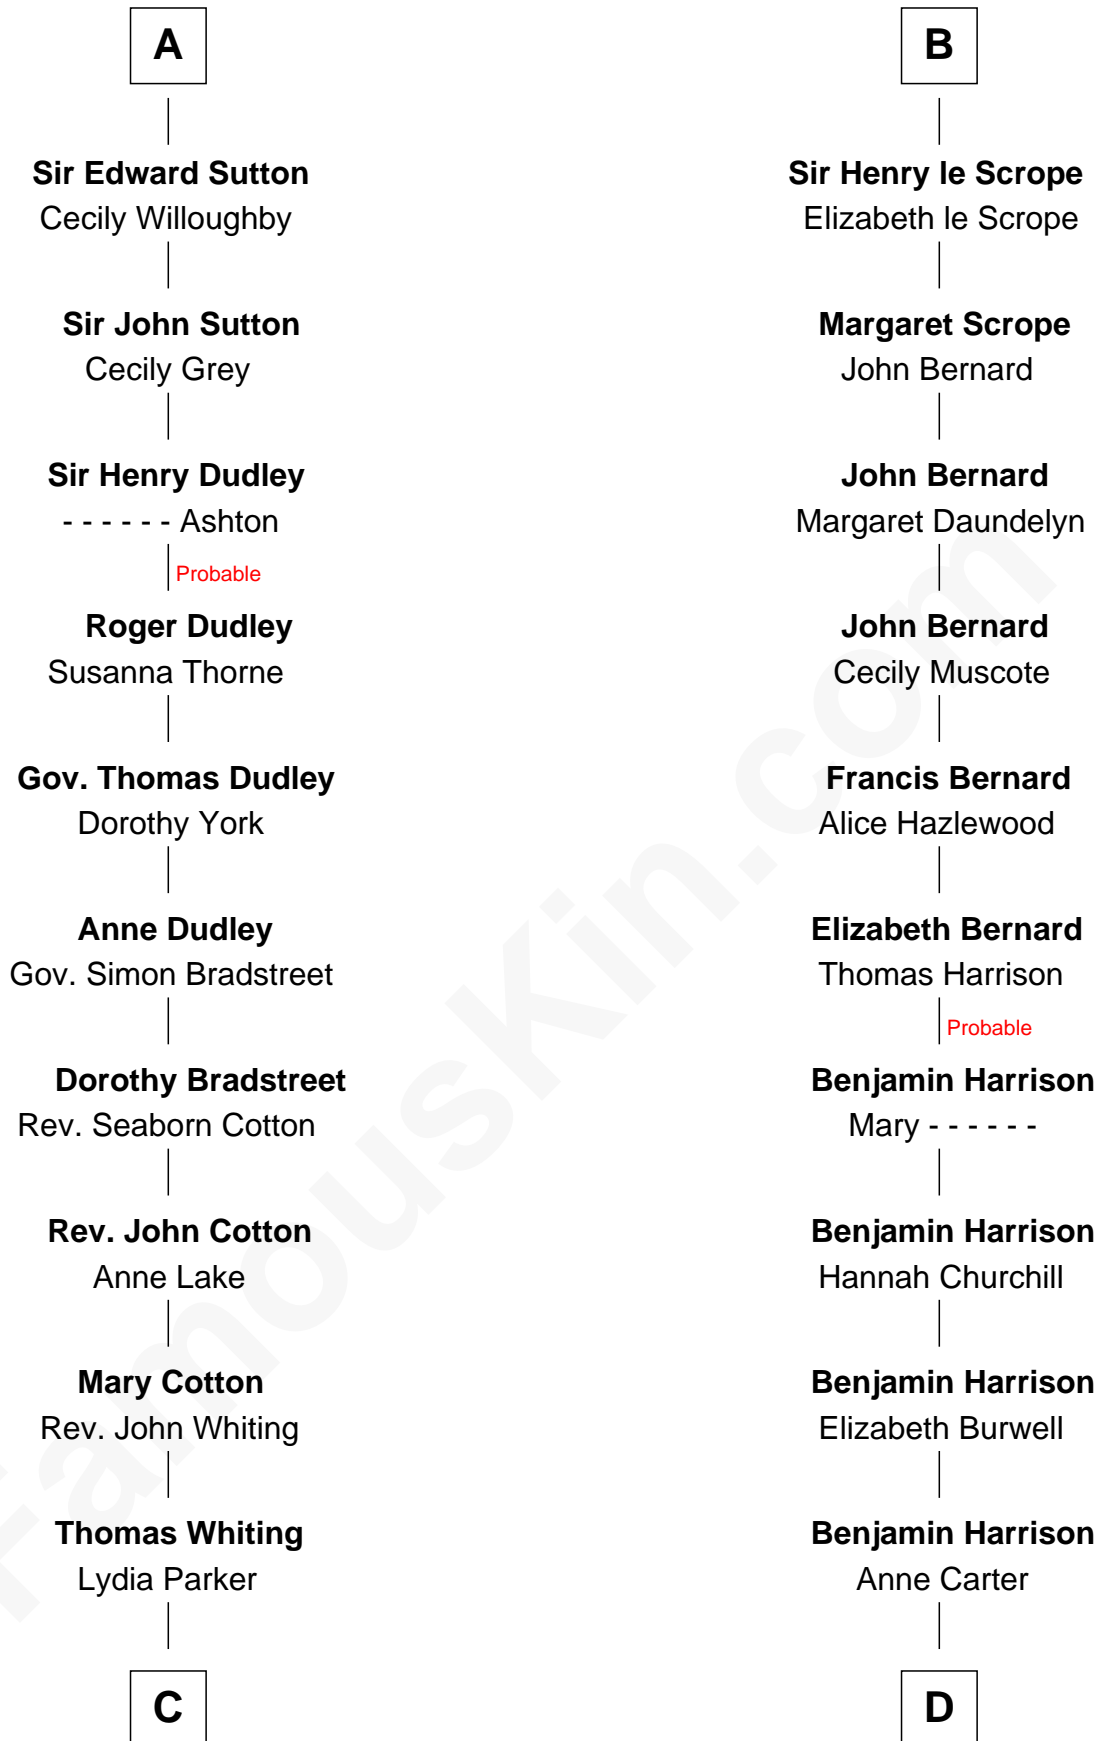 A
Sir Edward Sutton
Cecily Willoughby
Sir John Sutton
Cecily Grey
Sir Henry Dudley
- - - - - - Ashton
Probable
Roger Dudley
Susanna Thorne
Gov. Thomas Dudley
Dorothy York
Anne Dudley
Gov. Simon Bradstreet
Dorothy Bradstreet
Rev. Seaborn Cotton
Rev. John Cotton
Anne Lake
Mary Cotton
Rev. John Whiting
Thomas Whiting
Lydia Parker
C
B
Sir Henry le Scrope
Elizabeth le Scrope
Margaret Scrope
John Bernard
John Bernard
Margaret Daundelyn
John Bernard
Cecily Muscote
Francis Bernard
Alice Hazlewood
Elizabeth Bernard
Thomas Harrison
Probable
Benjamin Harrison
Mary - - - - - -
Benjamin Harrison
Hannah Churchill
Benjamin Harrison
Elizabeth Burwell
Benjamin Harrison
Anne Carter
D
FamousKin.com